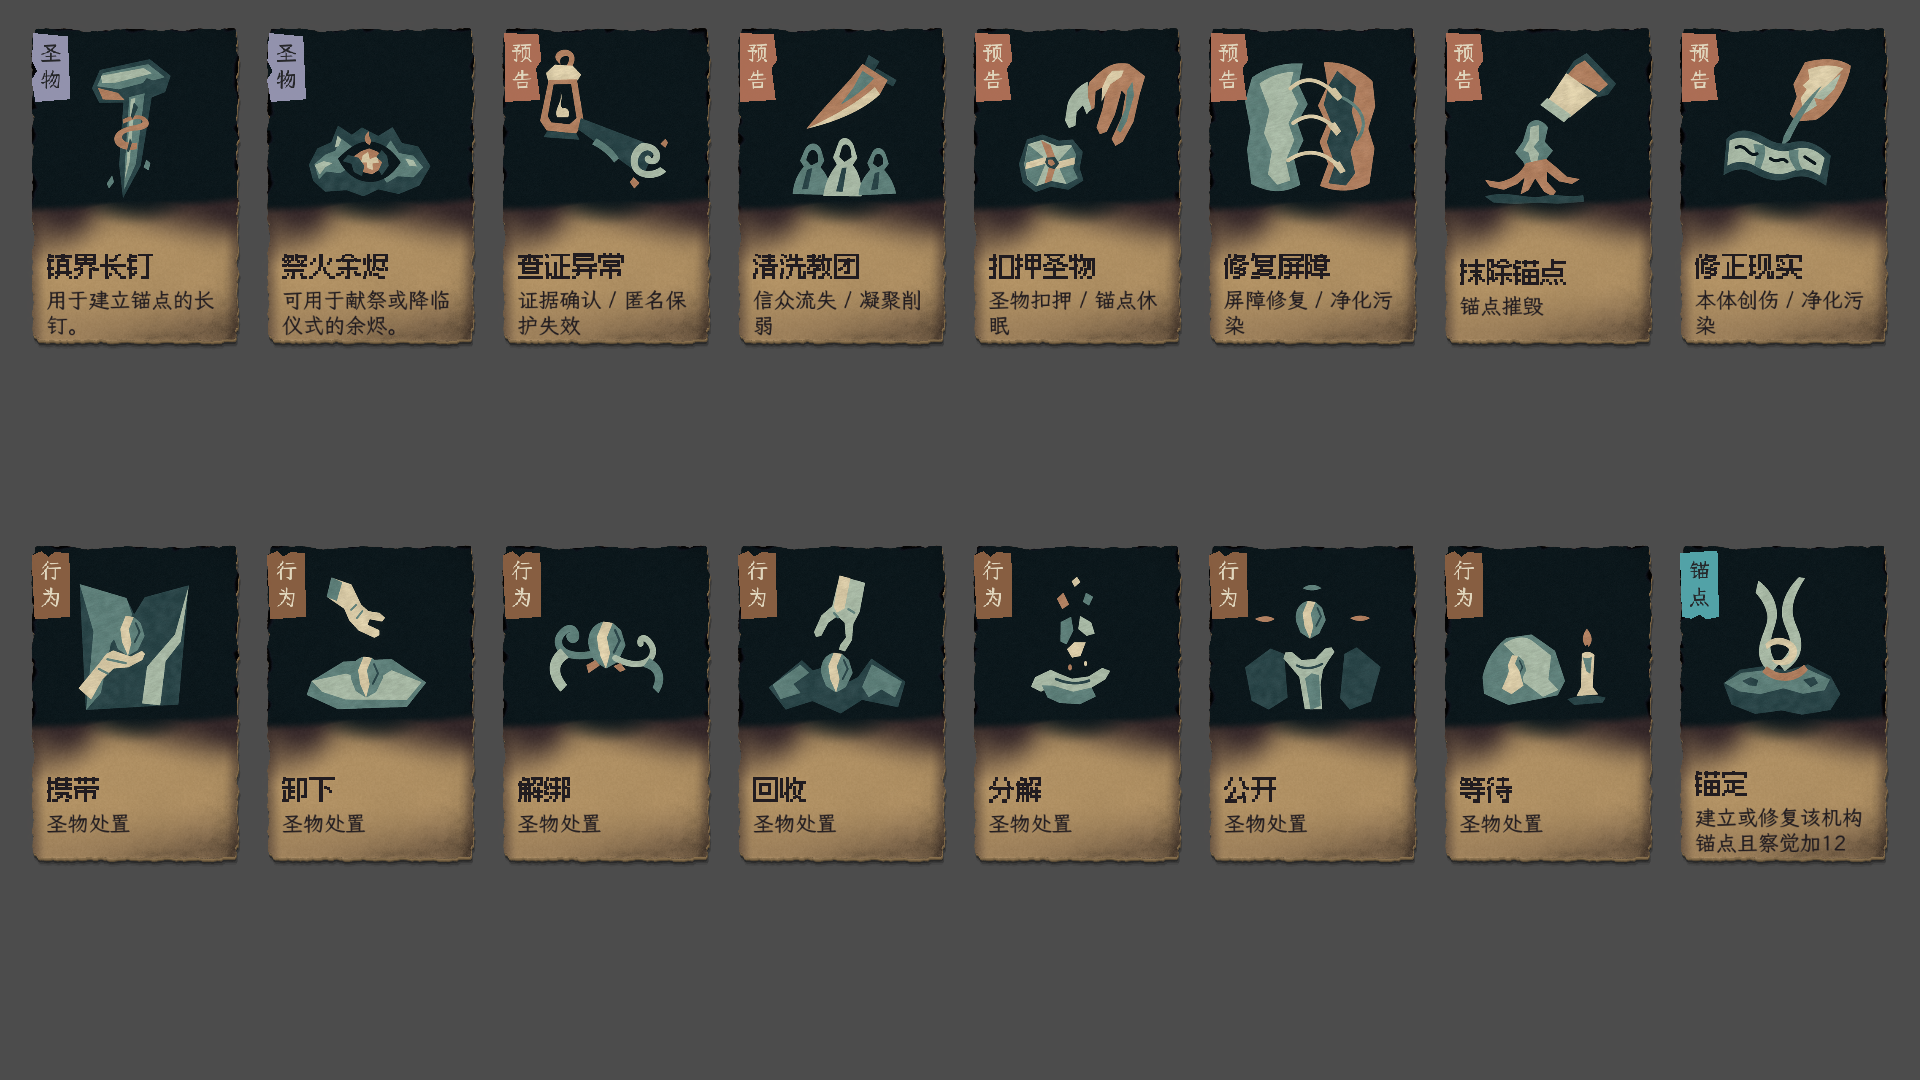 圣物
镇界长钉
用于建立锚点的长
钉。
圣物
祭火余烬
可用于献祭或降临
仪式的余烬。
预告
查证异常
证据确认 / 匿名保
护失效
预告
清洗教团
信众流失 / 凝聚削
弱
预告
扣押圣物
圣物扣押 / 锚点休
眠
预告
修复屏障
屏障修复 / 净化污
染
预告
抹除锚点
锚点摧毁
预告
修正现实
本体创伤 / 净化污
染
行为
携带
圣物处置
行为
卸下
圣物处置
行为
解绑
圣物处置
行为
回收
圣物处置
行为
分解
圣物处置
行为
公开
圣物处置
行为
等待
圣物处置
锚点
锚定
建立或修复该机构
锚点且察觉加12